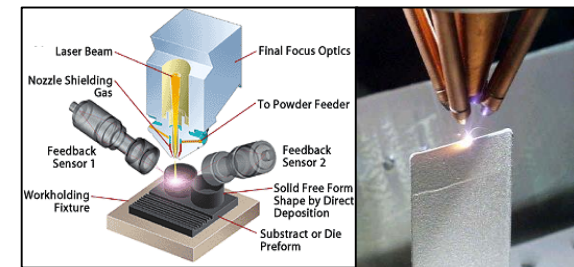 Laser Beam
Final Focus Optics
Nozzle Shielding
Gas
To Powder Feeder
Feedback
Sensor 1
Feedback
Sensor 2
Workholding
Fixture
Solid Free Form
Shape by Direct
Deposition
Substract or Die
Preform